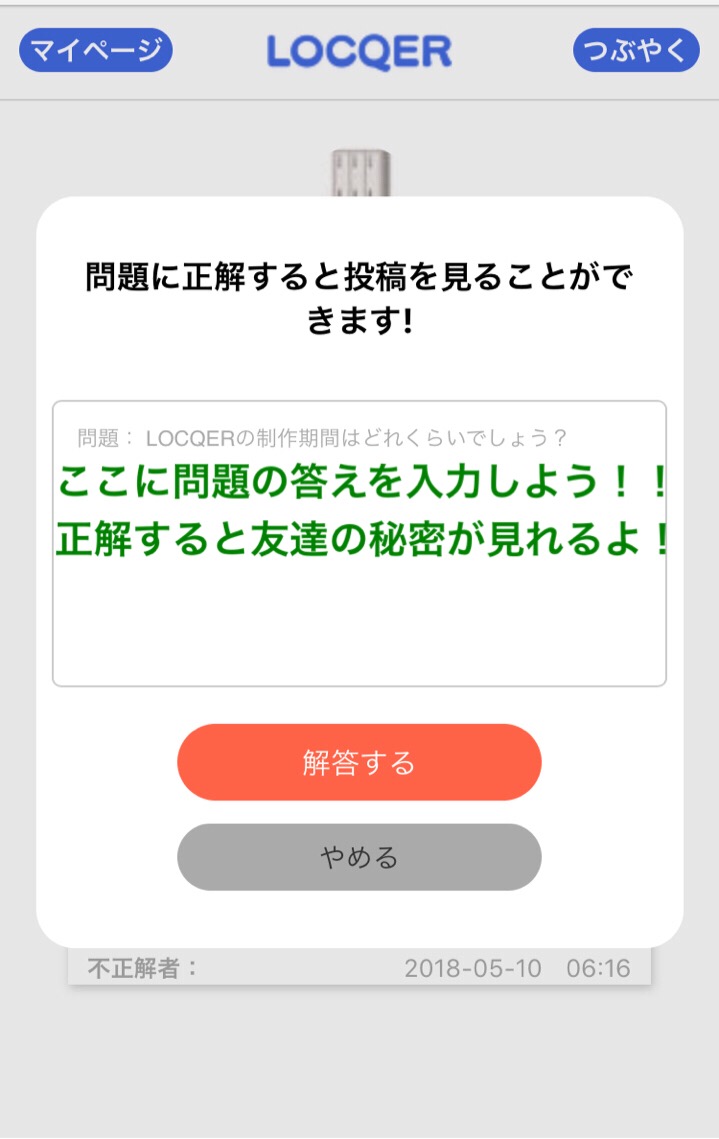 マイページ
LOCQER
つぶやく
問題に正解すると投稿を見ることがで
きます!
問題： LOCQERの制作期間はどれくらいでしょう？
ここに問題の答えを入力しよう！！
正解すると友達の秘密が見れるよ！
解答する
やめる
不正解者：
2018-05-10 06:16